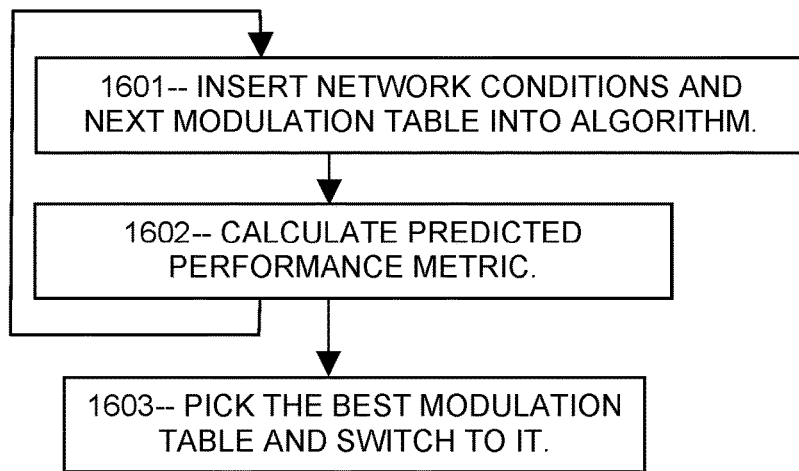 1601-- INSERT NETWORK CONDITIONS AND
NEXT MODULATION TABLE INTO ALGORITHM.
1602-- CALCULATE PREDICTED
PERFORMANCE METRIC.
1603-- PICK THE BEST MODULATION
TABLE AND SWITCH TO IT.